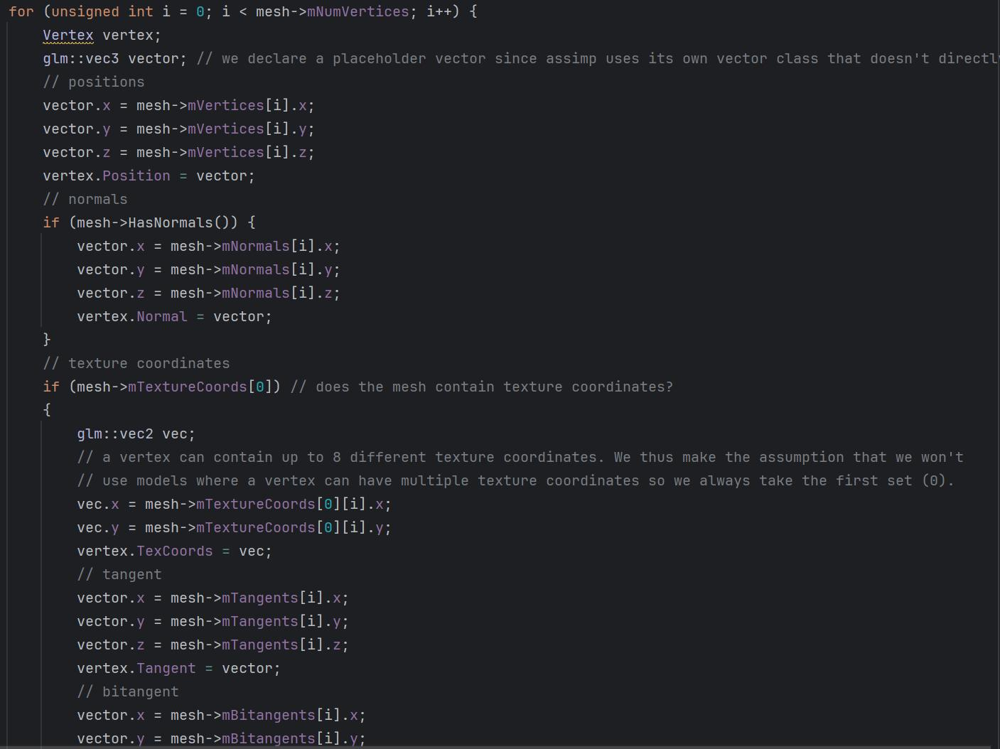 for (unsigned int i = 0; i < mesh->mNumVertices; i++) {
    Vertex vertex;
    glm::vec3 vector; // we declare a placeholder vector since assimp uses its own vector class that doesn't directly
    // positions
    vector.x = mesh->mVertices[i].x;
    vector.y = mesh->mVertices[i].y;
    vector.z = mesh->mVertices[i].z;
    vertex.Position = vector;
    // normals
    if (mesh->HasNormals()) {
        vector.x = mesh->mNormals[i].x;
        vector.y = mesh->mNormals[i].y;
        vector.z = mesh->mNormals[i].z;
        vertex.Normal = vector;
    }
    // texture coordinates
    if (mesh->mTextureCoords[0]) // does the mesh contain texture coordinates?
    {
        glm::vec2 vec;
        // a vertex can contain up to 8 different texture coordinates. We thus make the assumption that we won't
        // use models where a vertex can have multiple texture coordinates so we always take the first set (0).
        vec.x = mesh->mTextureCoords[0][i].x;
        vec.y = mesh->mTextureCoords[0][i].y;
        vertex.TexCoords = vec;
        // tangent
        vector.x = mesh->mTangents[i].x;
        vector.y = mesh->mTangents[i].y;
        vector.z = mesh->mTangents[i].z;
        vertex.Tangent = vector;
        // bitangent
        vector.x = mesh->mBitangents[i].x;
        vector.y = mesh->mBitangents[i].y;